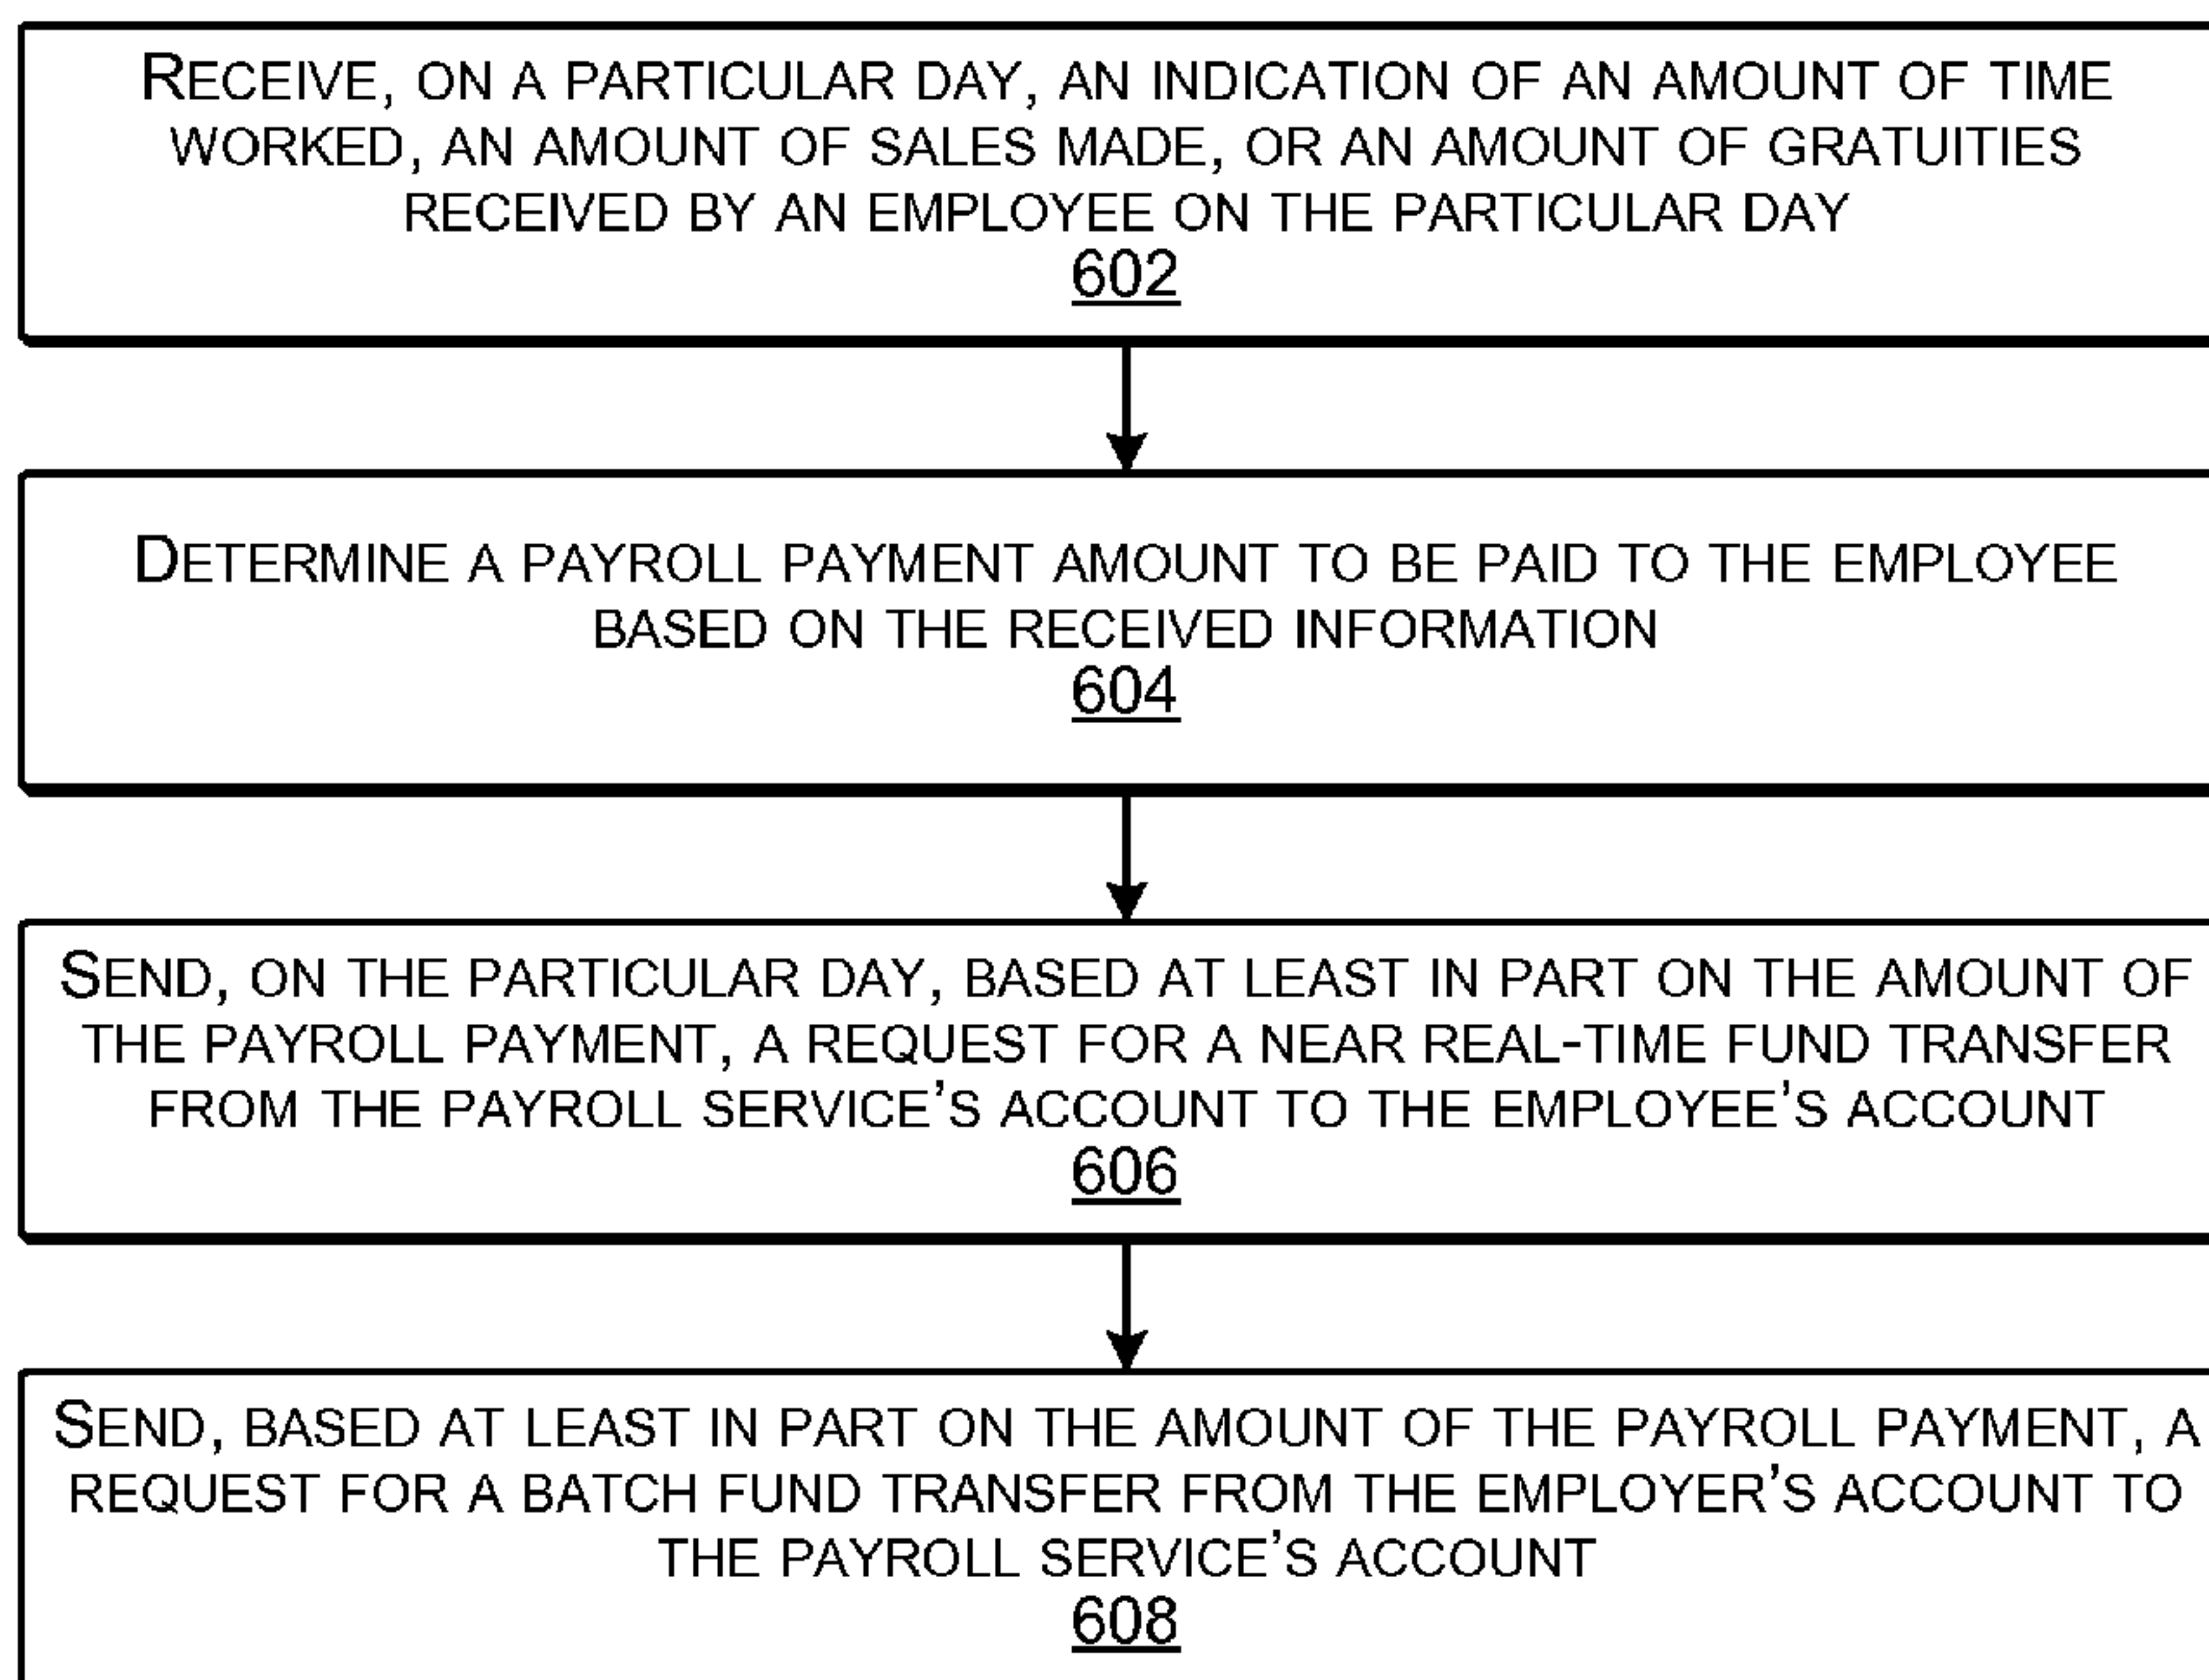 RECEIVE, ON A PARTICULAR DAY, AN INDICATION OF AN AMOUNT OF TIME
WORKED, AN AMOUNT OF SALES MADE, OR AN AMOUNT OF GRATUITIES
RECEIVED BY AN EMPLOYEE ON THE PARTICULAR DAY
602
DETERMINE A PAYROLL PAYMENT AMOUNT TO BE PAID TO THE EMPLOYEE
BASED ON THE RECEIVED INFORMATION
604
SEND, ON THE PARTICULAR DAY, BASED AT LEAST IN PART ON THE AMOUNT OF
THE PAYROLL PAYMENT, A REQUEST FOR A NEAR REAL-TIME FUND TRANSFER
FROM THE PAYROLL SERVICE'S ACCOUNT TO THE EMPLOYEE'S ACCOUNT
606
SEND, BASED AT LEAST IN PART ON THE AMOUNT OF THE PAYROLL PAYMENT, A
REQUEST FOR A BATCH FUND TRANSFER FROM THE EMPLOYER'S ACCOUNT TO
THE PAYROLL SERVICE'S ACCOUNT
608